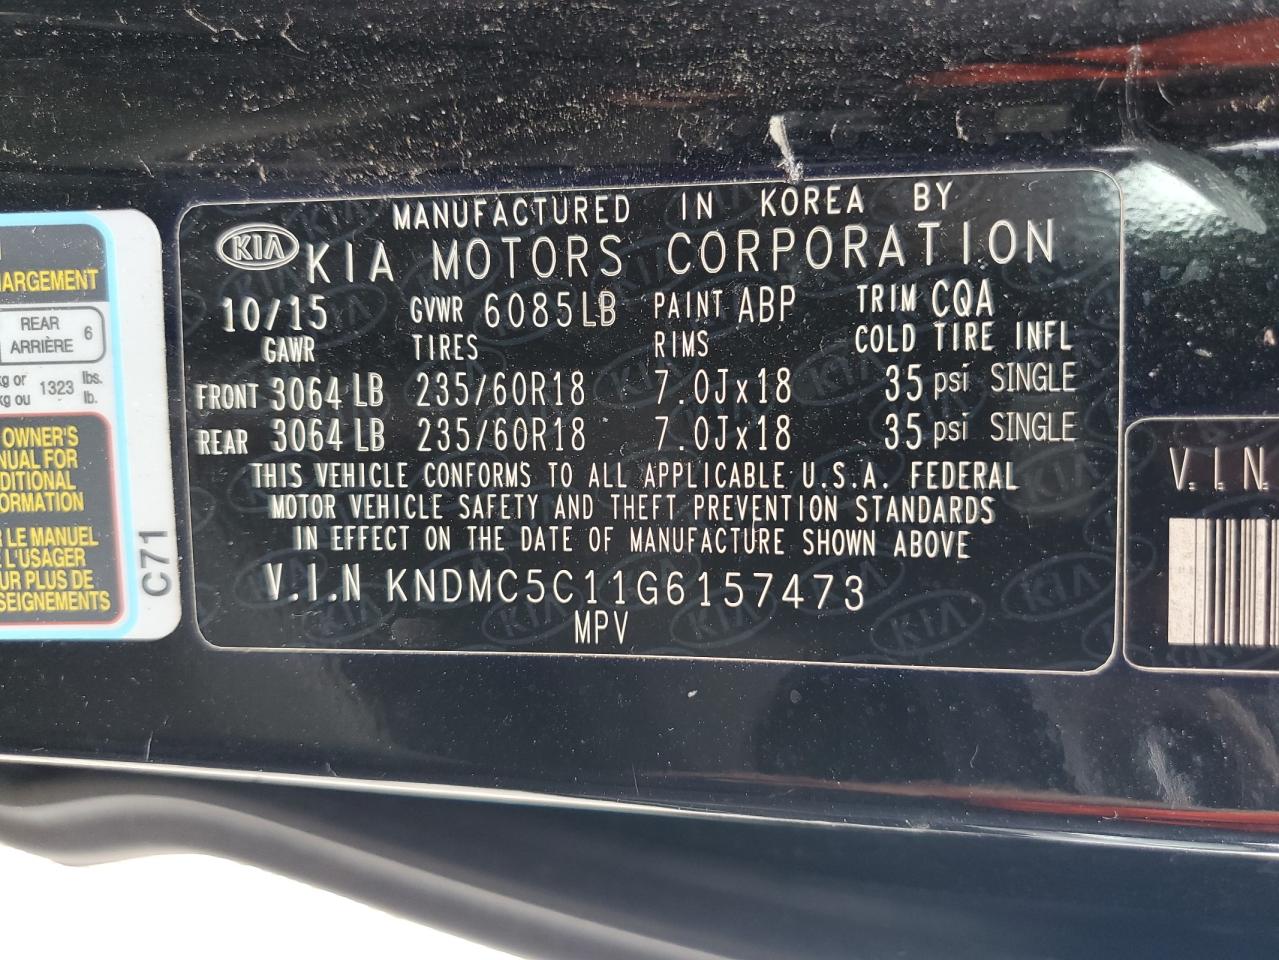 MANUFACTURED IN KOREA BY
KIA KIA MOTORS CORPORATION
10/15 GVWR 6085LB PAINT ABP TRIM CQA
GAWR TIRES RIMS COLD TIRE INFL
FRONT 3064 LB 235/60R18 7.0Jx18 35 psi SINGLE
REAR 3064 LB 235/60R18 7.0Jx18 35 psi SINGLE
THIS VEHICLE CONFORMS TO ALL APPLICABLE U.S.A. FEDERAL
MOTOR VEHICLE SAFETY AND THEFT PREVENTION STANDARDS
IN EFFECT ON THE DATE OF MANUFACTURE SHOWN ABOVE
V.I.N KNDMC5C11G6157473
MPV
ARGEMENT
REAR
ARRIÈRE 6
kg or 1323 lbs.
kg ou lb.
OWNER'S
FOR
LE MANUEL
L'USAGER
PLUS DE
SEIGNEMENTS
C71
V.I.N.